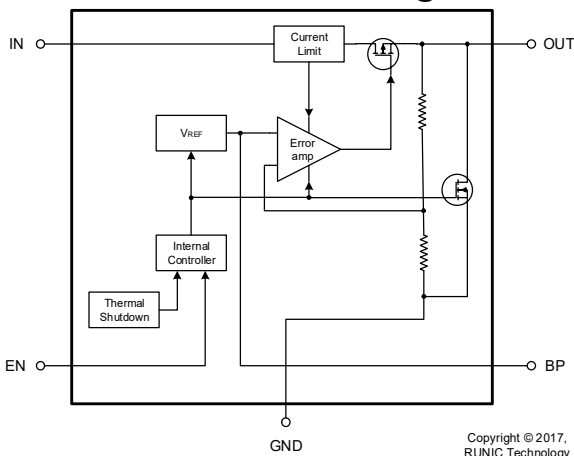 IN
Current
Limit
OUT
VREF
Error
amp
Internal
Controller
Thermal
Shutdown
EN
BP
GND
Copyright © 2017,
RUNIC Technology